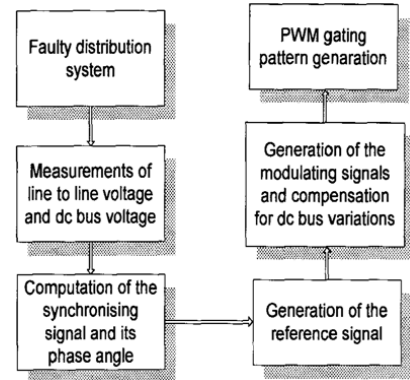 Faulty distribution
system
Measurements of
line to line voltage
and dc bus voltage
Computation of the
synchronising
signal and its
phase angle
Generation of the
reference signal
Generation of the
modulating signals
and compensation
for dc bus variations
PWM gating
pattern genaration